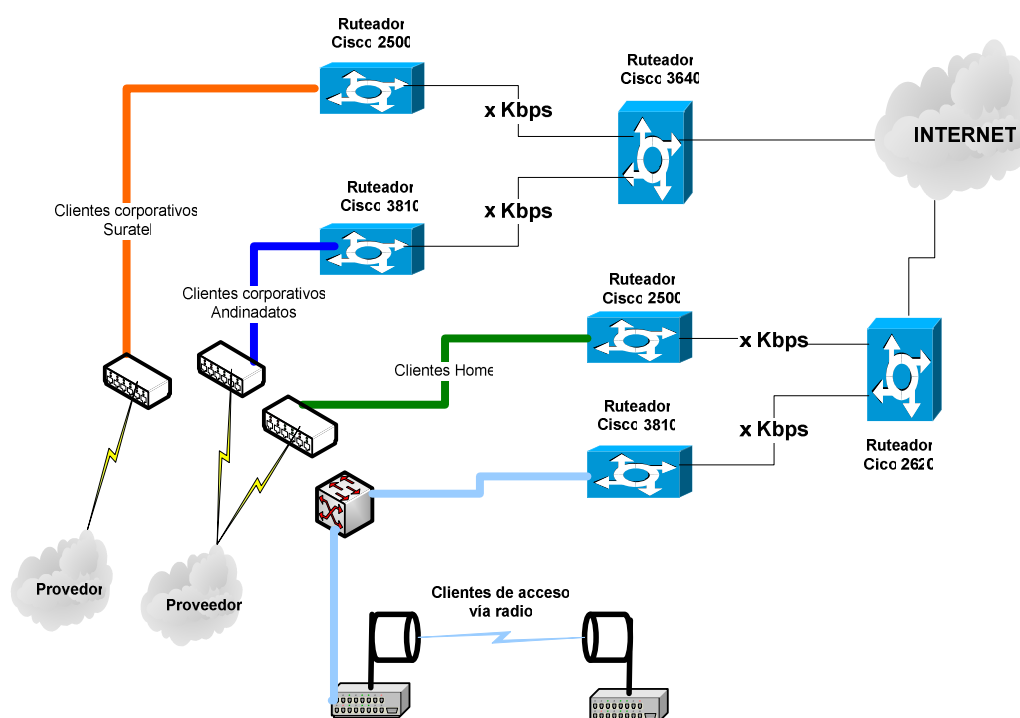 Ruteador
Cisco 2500
Ruteador
Cisco 3640
x Kbps
INTERNET
Ruteador
Cisco 3810
Clientes corporativos
Suratel
x Kbps
Ruteador
Cisco 2500
Clientes corporativos
Andinadatos
x Kbps
Clientes Home
Ruteador
Cisco 3810
x Kbps
Ruteador
Cico 2620
Provedor
Proveedor
Clientes de acceso
vía radio